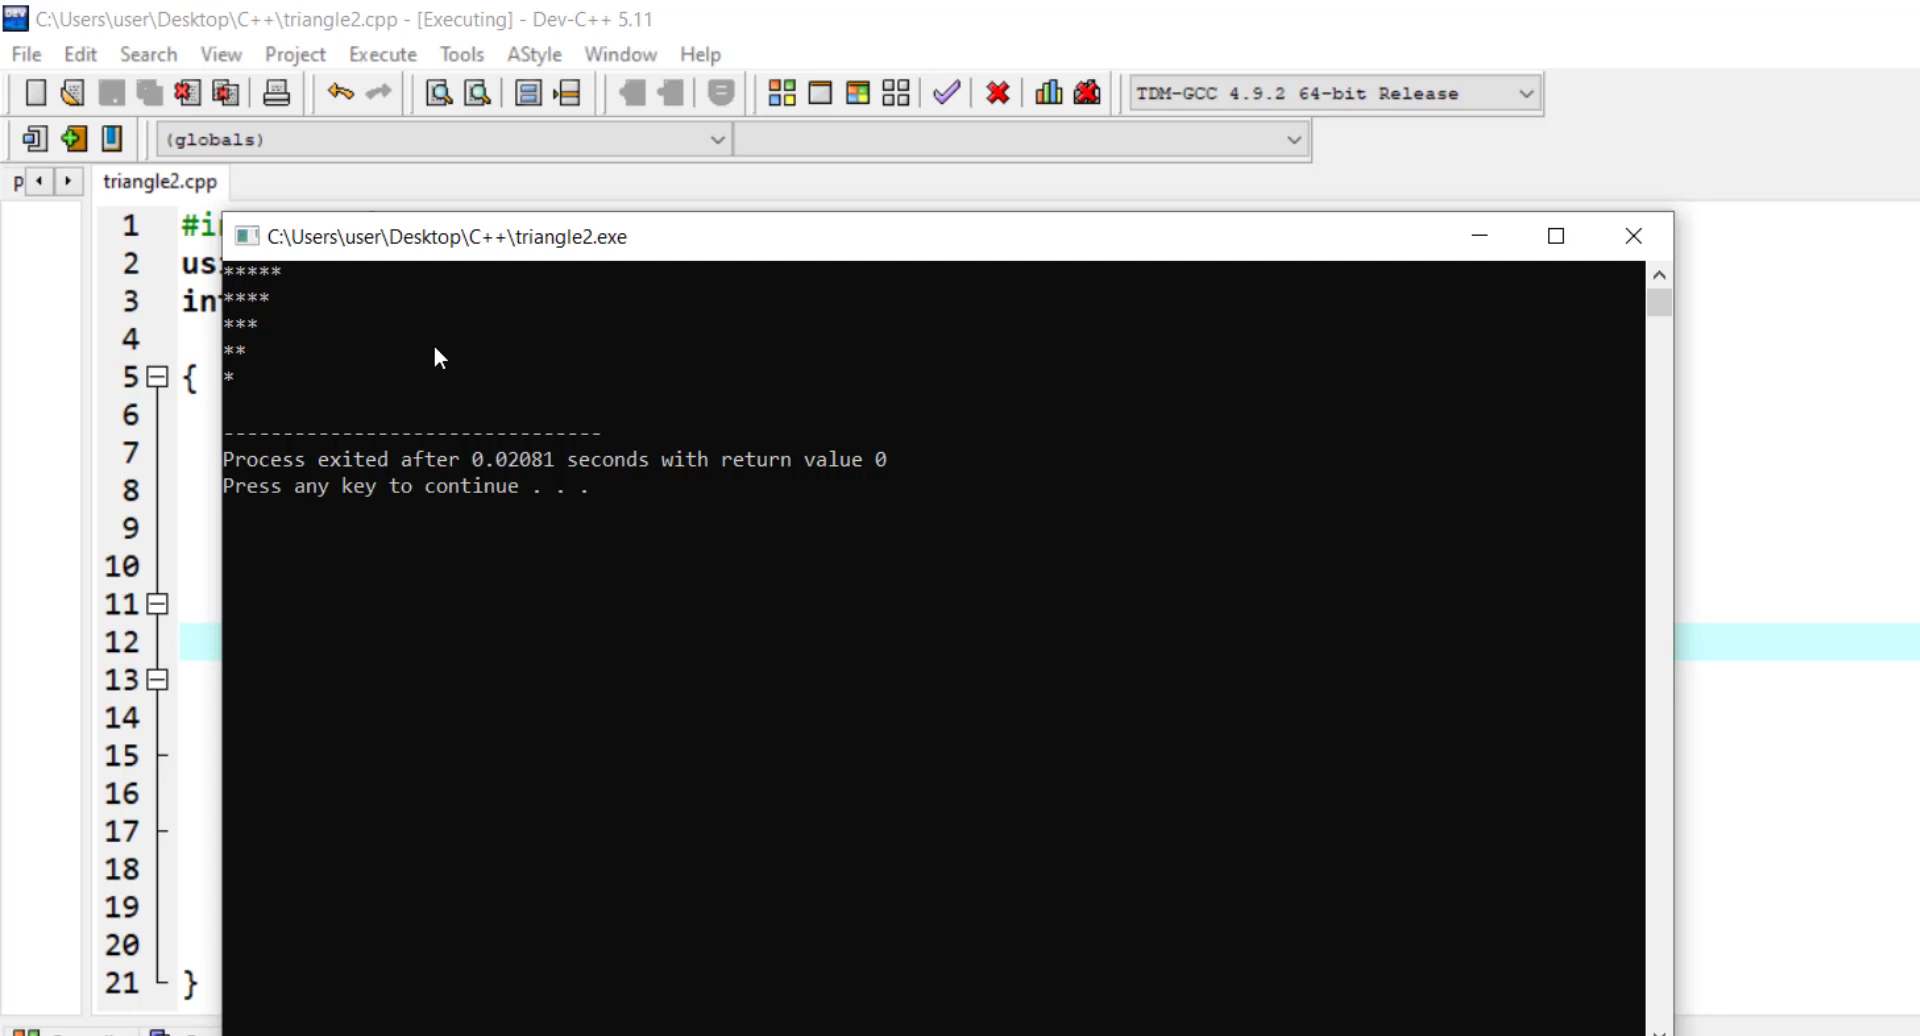 C:\Users\user\Desktop\C++\triangle2.cpp - [Executing] - Dev-C++ 5.11
File Edit Search View Project Execute Tools AStyle Window Help
TDM-GCC 4.9.2 64-bit Release
(globals)
triangle2.cpp
1 #i
C:\Users\user\Desktop\C++\triangle2.exe
2 us
3 in
4
5 {
6
7
8
9
10
11
12
13
14
15
16
17
18
19
20
21 }
*****
****
***
**
*
--------------------------------
Process exited after 0.02081 seconds with return value 0
Press any key to continue . . .